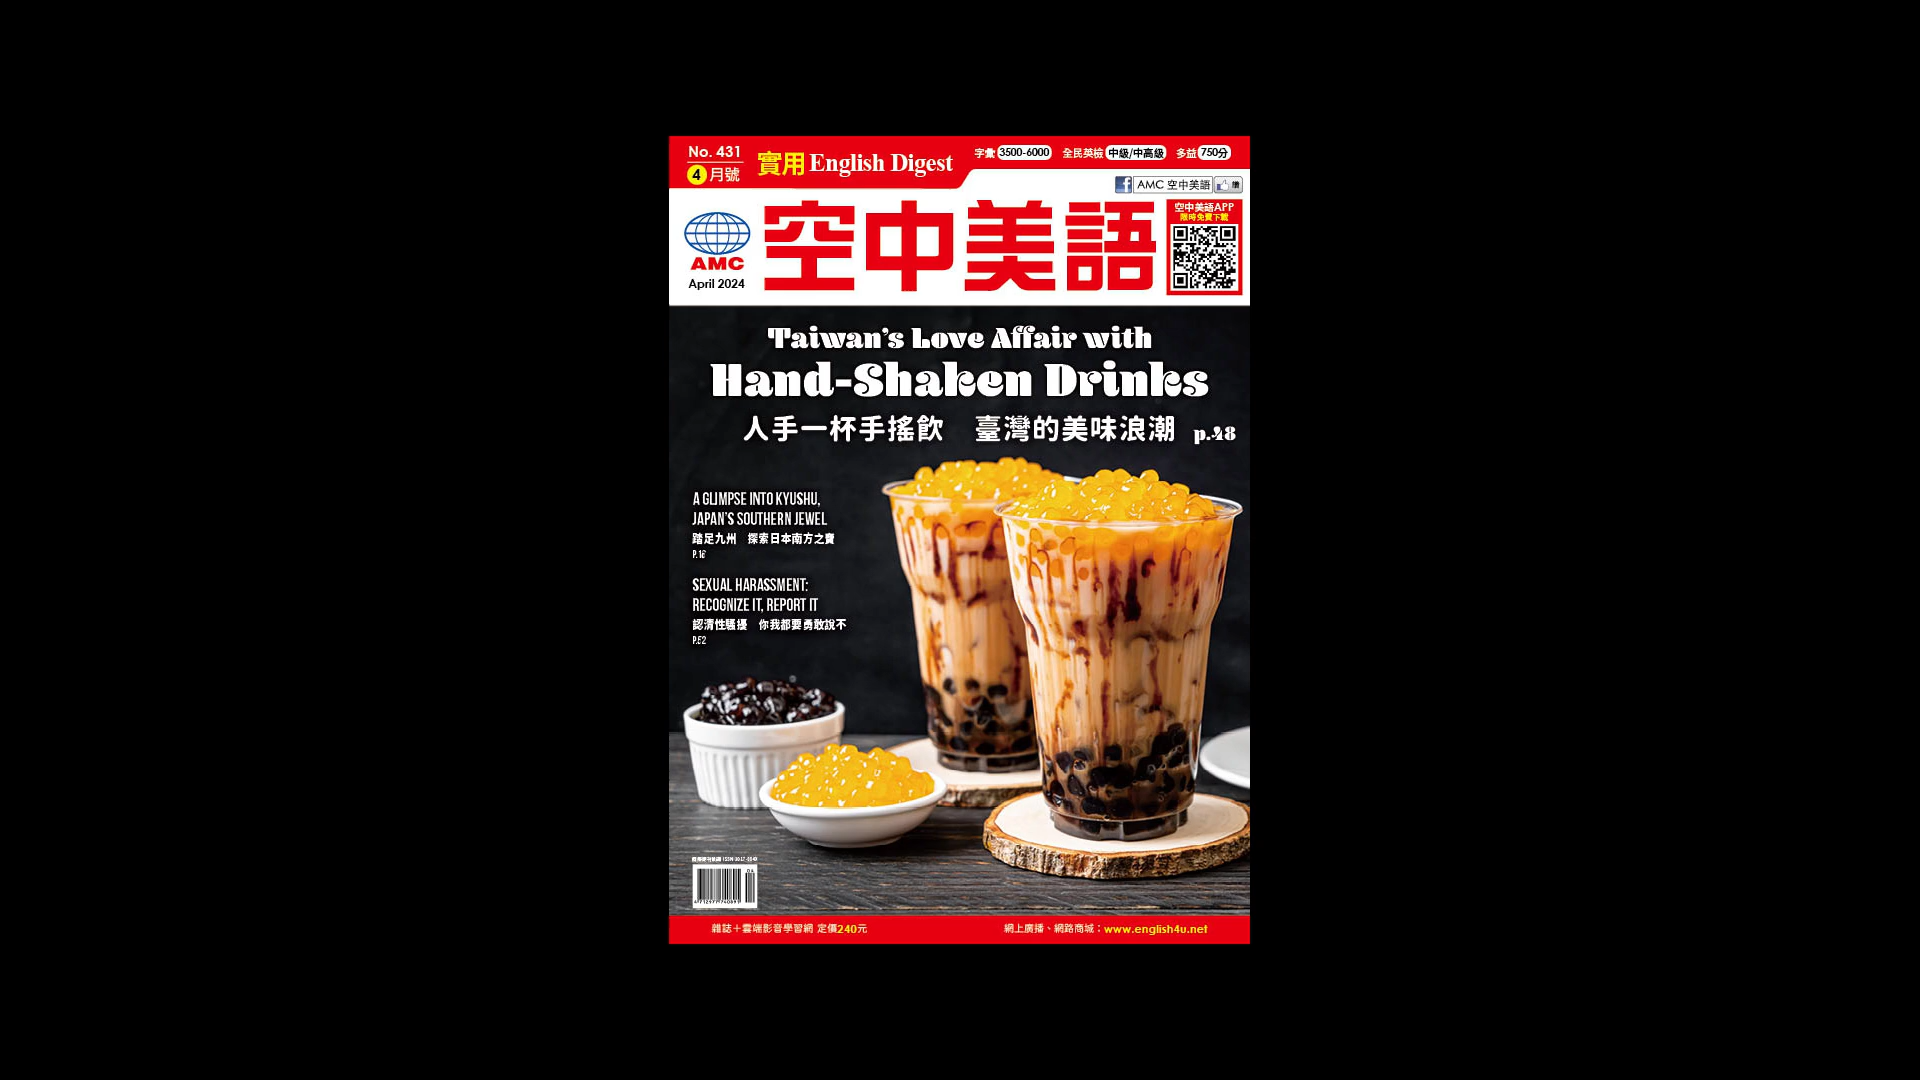 No. 431
4月號
實用 English Digest
字彙 3500-6000 全民英檢 中級/中高級 多益 750分
AMC 空中美語 讚
AMC
April 2024
空中美語
空中美語APP
限時免費下載
Taiwan's Love Affair with
Hand-Shaken Drinks
人手一杯手搖飲 臺灣的美味浪潮 p.48
A GLIMPSE INTO KYUSHU,
JAPAN'S SOUTHERN JEWEL
踏足九州 探索日本南方之寶
P.16
SEXUAL HARASSMENT:
RECOGNIZE IT, REPORT IT
認清性騷擾 你我都要勇敢說不
雜誌＋雲端影音學習網 定價240元
網上廣播、網路商城：www.english4u.net